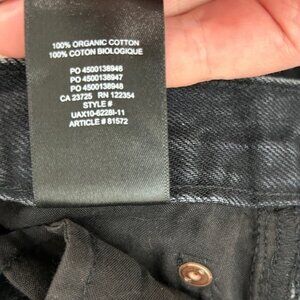 100% ORGANIC COTTON
100% COTON BIOLOGIQUE
PO 4500138946
PO 4500138947
PO 4500138948
CA 23725 RN 122354
STYLE #
UAX10-6228I-11
ARTICLE # 81572